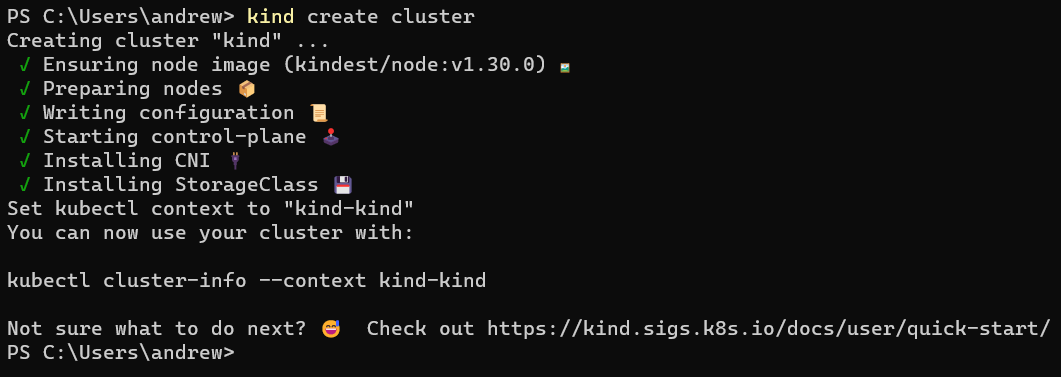 PS C:\Users\andrew> kind create cluster
Creating cluster "kind" ...
✓ Ensuring node image (kindest/node:v1.30.0) 🖼
✓ Preparing nodes 📦
✓ Writing configuration 📜
✓ Starting control-plane 🕹️
✓ Installing CNI 🔌
✓ Installing StorageClass 💾
Set kubectl context to "kind-kind"
You can now use your cluster with:

kubectl cluster-info --context kind-kind

Not sure what to do next? 😅  Check out https://kind.sigs.k8s.io/docs/user/quick-start/
PS C:\Users\andrew>